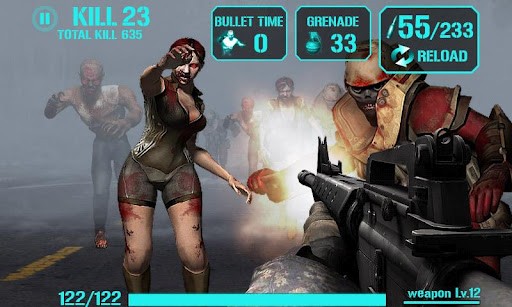 KILL 23
TOTAL KILL 635
BULLET TIME
0
GRENADE
33
/55/233
RELOAD
122/122
weapon Lv.12